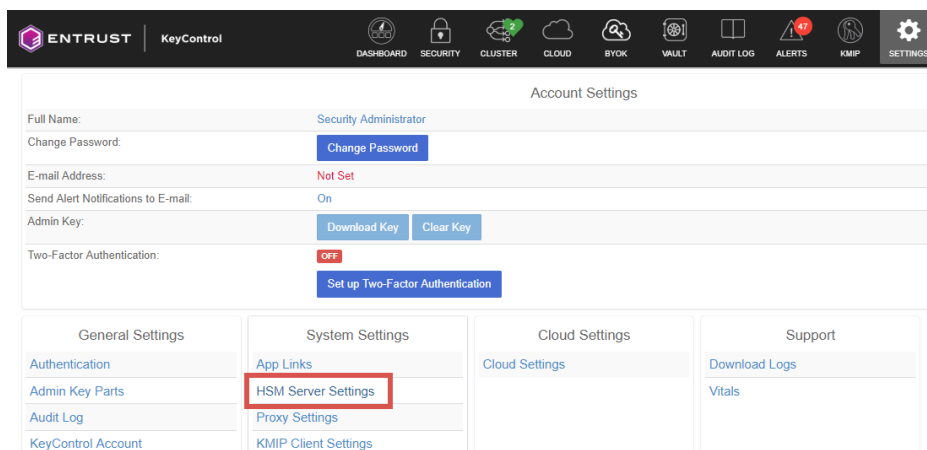 ENTRUST KeyControl
2
47
DASHBOARD SECURITY CLUSTER CLOUD BYOK VAULT AUDIT LOG ALERTS KMIP SETTINGS
Account Settings
Full Name: Security Administrator
Change Password: Change Password
E-mail Address: Not Set
Send Alert Notifications to E-mail: On
Admin Key: Download Key Clear Key
Two-Factor Authentication: OFF
Set up Two-Factor Authentication
General Settings System Settings Cloud Settings Support
Authentication App Links Cloud Settings Download Logs
Admin Key Parts HSM Server Settings Vitals
Audit Log Proxy Settings
KeyControl Account KMIP Client Settings